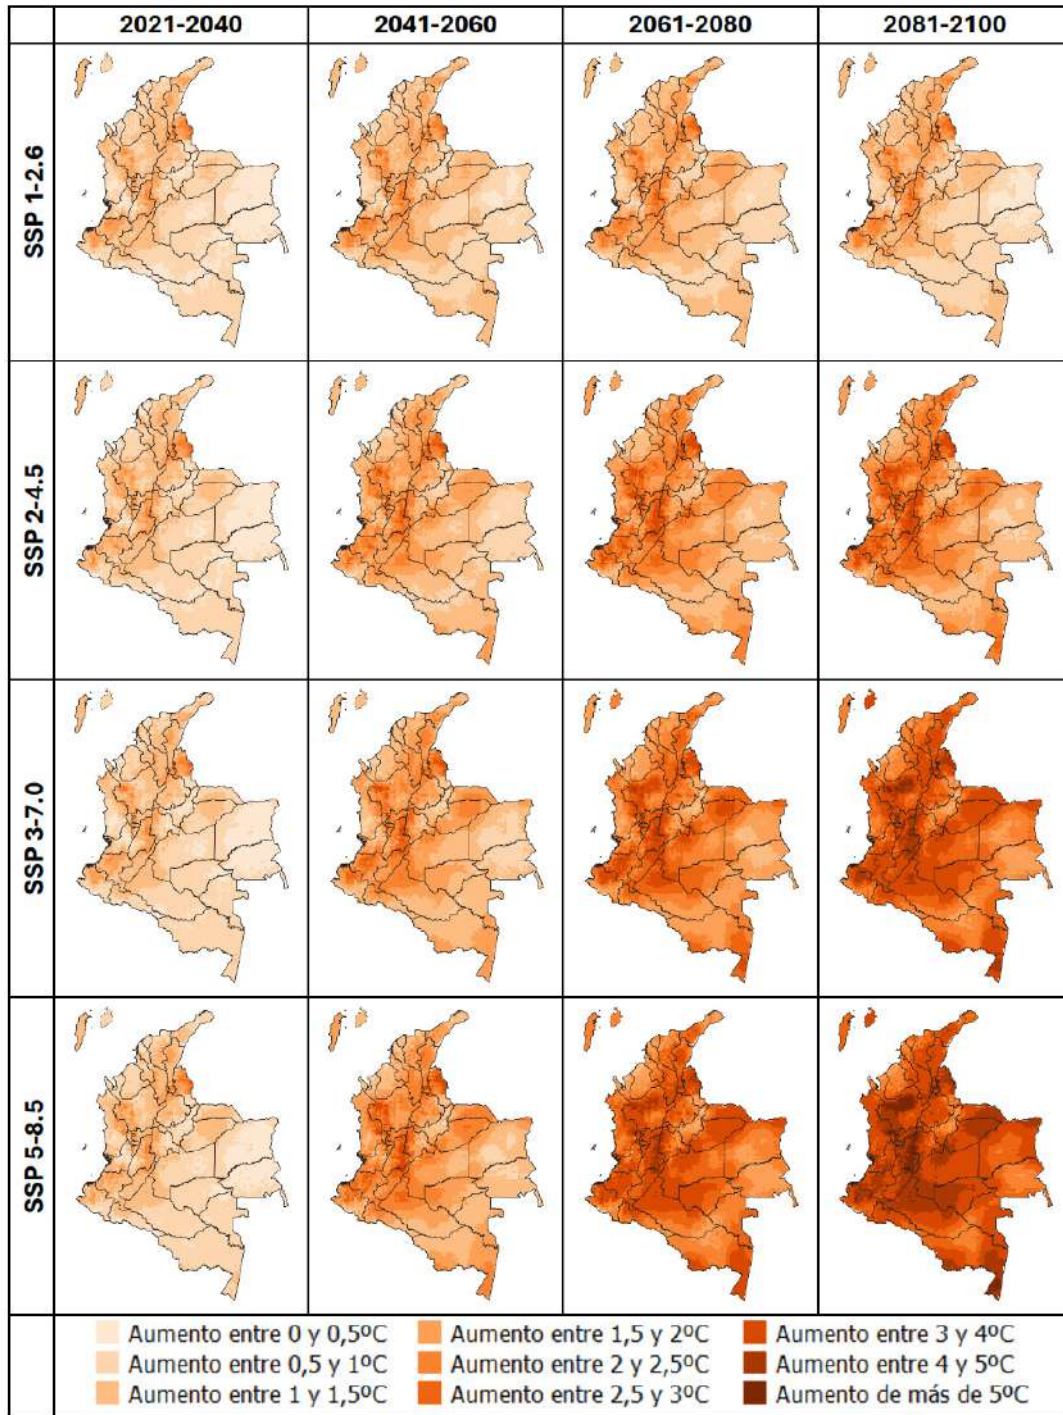 2021-2040 2041-2060 2061-2080 2081-2100
SSP 1-2.6
SSP 2-4.5
SSP 3-7.0
SSP 5-8.5
Aumento entre 0 y 0,5ºC Aumento entre 1,5 y 2ºC Aumento entre 3 y 4ºC
Aumento entre 0,5 y 1ºC Aumento entre 2 y 2,5ºC Aumento entre 4 y 5ºC
Aumento entre 1 y 1,5ºC Aumento entre 2,5 y 3ºC Aumento de más de 5ºC